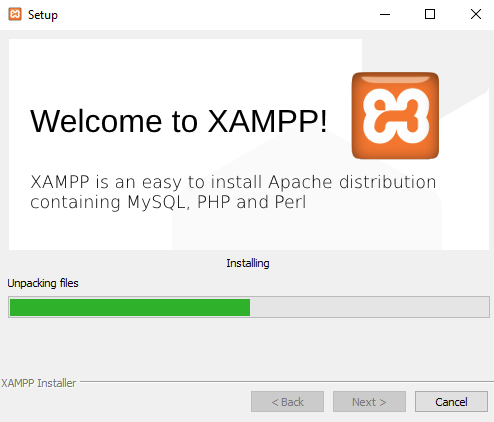 Setup
Welcome to XAMPP!
XAMPP is an easy to install Apache distribution
containing MySQL, PHP and Perl
Installing
Unpacking files
XAMPP Installer
< Back
Next >
Cancel